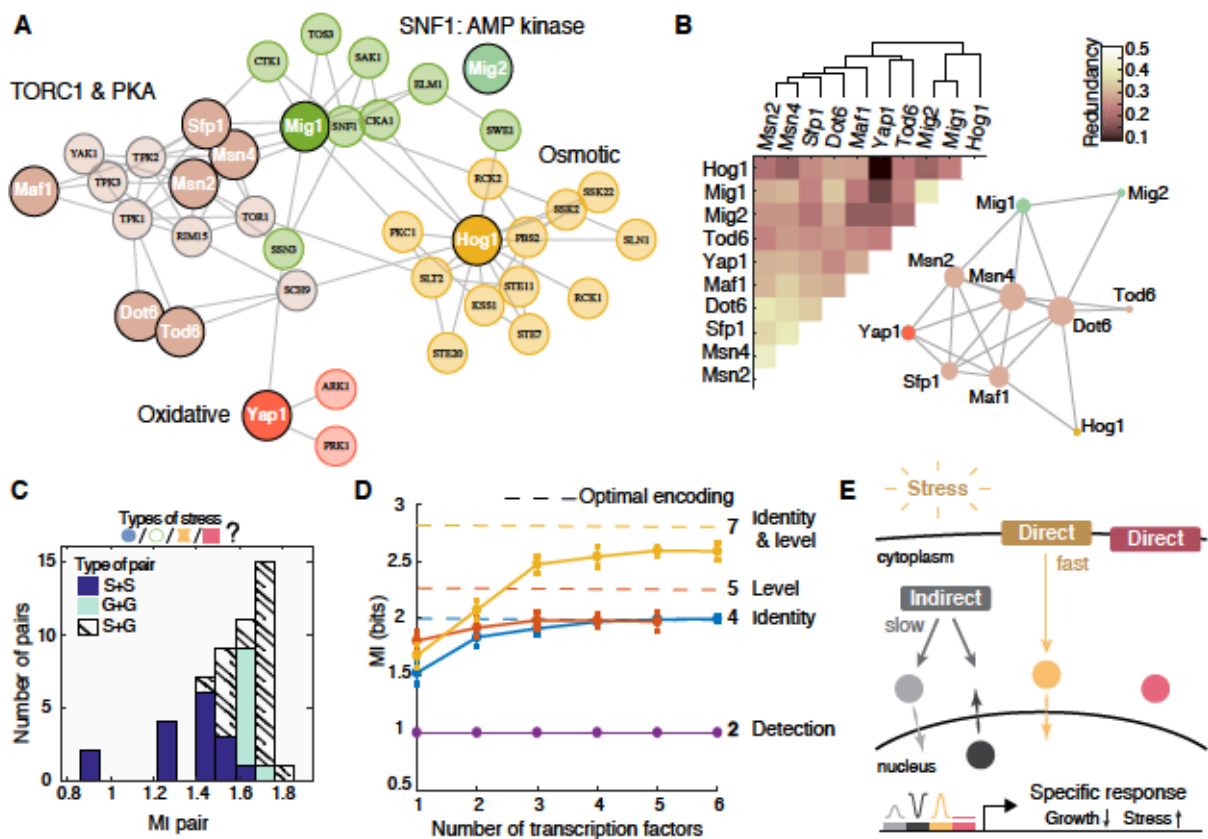 A
SNF1: AMP kinase
TORC1 & PKA
Osmotic
Oxidative
TOS3
CTK1
SAK1
ELM1
Mig2
Sfp1
Mig1
SNF1
CKA1
SWE1
YAK1
TPK2
Msn4
Maf1
TPK3
Msn2
RCK2
SSK22
SSK2
TPK1
TOR1
RIM15
SSN3
PKC1
Hog1
PBS2
SLN1
SCH9
SLT2
STE11
KSS1
RCK1
Dot6
Tod6
STE7
STE20
Yap1
ARK1
PRK1
B
Msn2
Msn4
Sfp1
Dot6
Maf1
Yap1
Tod6
Mig2
Mig1
Hog1
Redundancy
0.5
0.4
0.3
0.2
0.1
Hog1
Mig1
Mig2
Tod6
Yap1
Maf1
Dot6
Sfp1
Msn4
Msn2
Mig1
Mig2
Msn2
Msn4
Tod6
Yap1
Dot6
Sfp1
Maf1
Hog1
C
Types of stress
/ / / ?
Type of pair
S+S
G+G
S+G
Number of pairs
15
10
5
0
0.8 1 1.2 1.4 1.6 1.8
MI pair
D
Optimal encoding
MI (bits)
3
2.5
2
1.5
1
0.5
7 Identity
& level
5 Level
4 Identity
2 Detection
1 2 3 4 5 6
Number of transcription factors
E
Stress
Direct
Direct
cytoplasm
fast
Indirect
slow
nucleus
Specific response
Growth↓ Stress↑